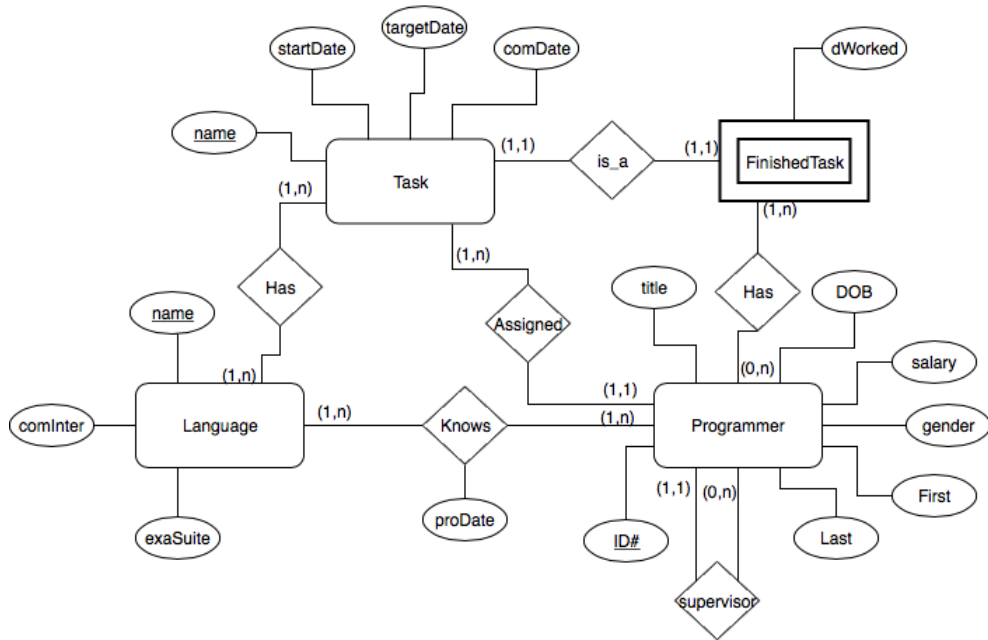 targetDate
startDate
comDate
dWorked
name
(1,1)
is_a
(1,1)
FinishedTask
Task
(1,n)
(1,n)
(1,n)
Has
title
Has
DOB
name
Assigned
salary
(1,n)
(0,n)
(1,1)
comInter
Language
(1,n)
Knows
(1,n)
Programmer
gender
(1,1)
(0,n)
First
exaSuite
proDate
ID#
Last
supervisor